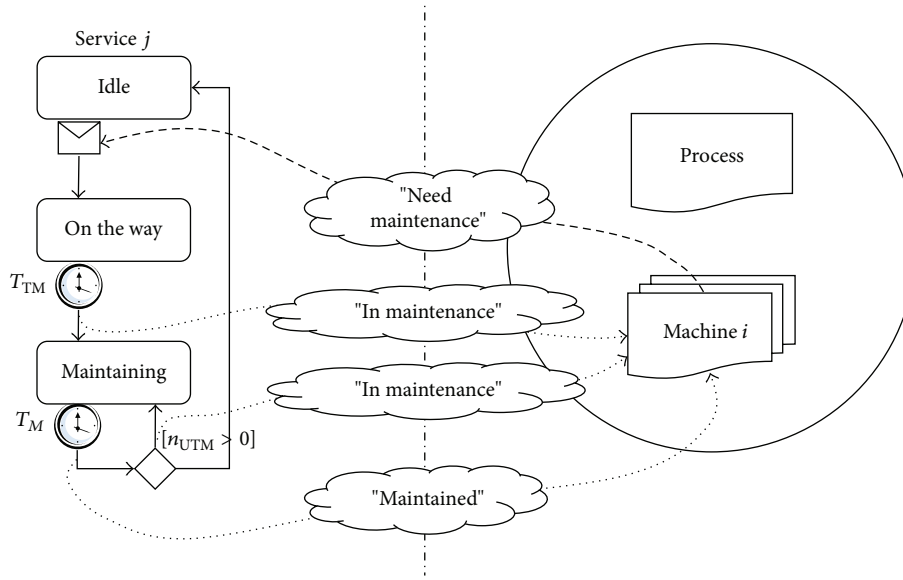 Service j
Idle
Process
"Need
maintenance"
On the way
T_TM
"In maintenance"
Machine i
Maintaining
"In maintenance"
T_M
[n_UTM > 0]
"Maintained"